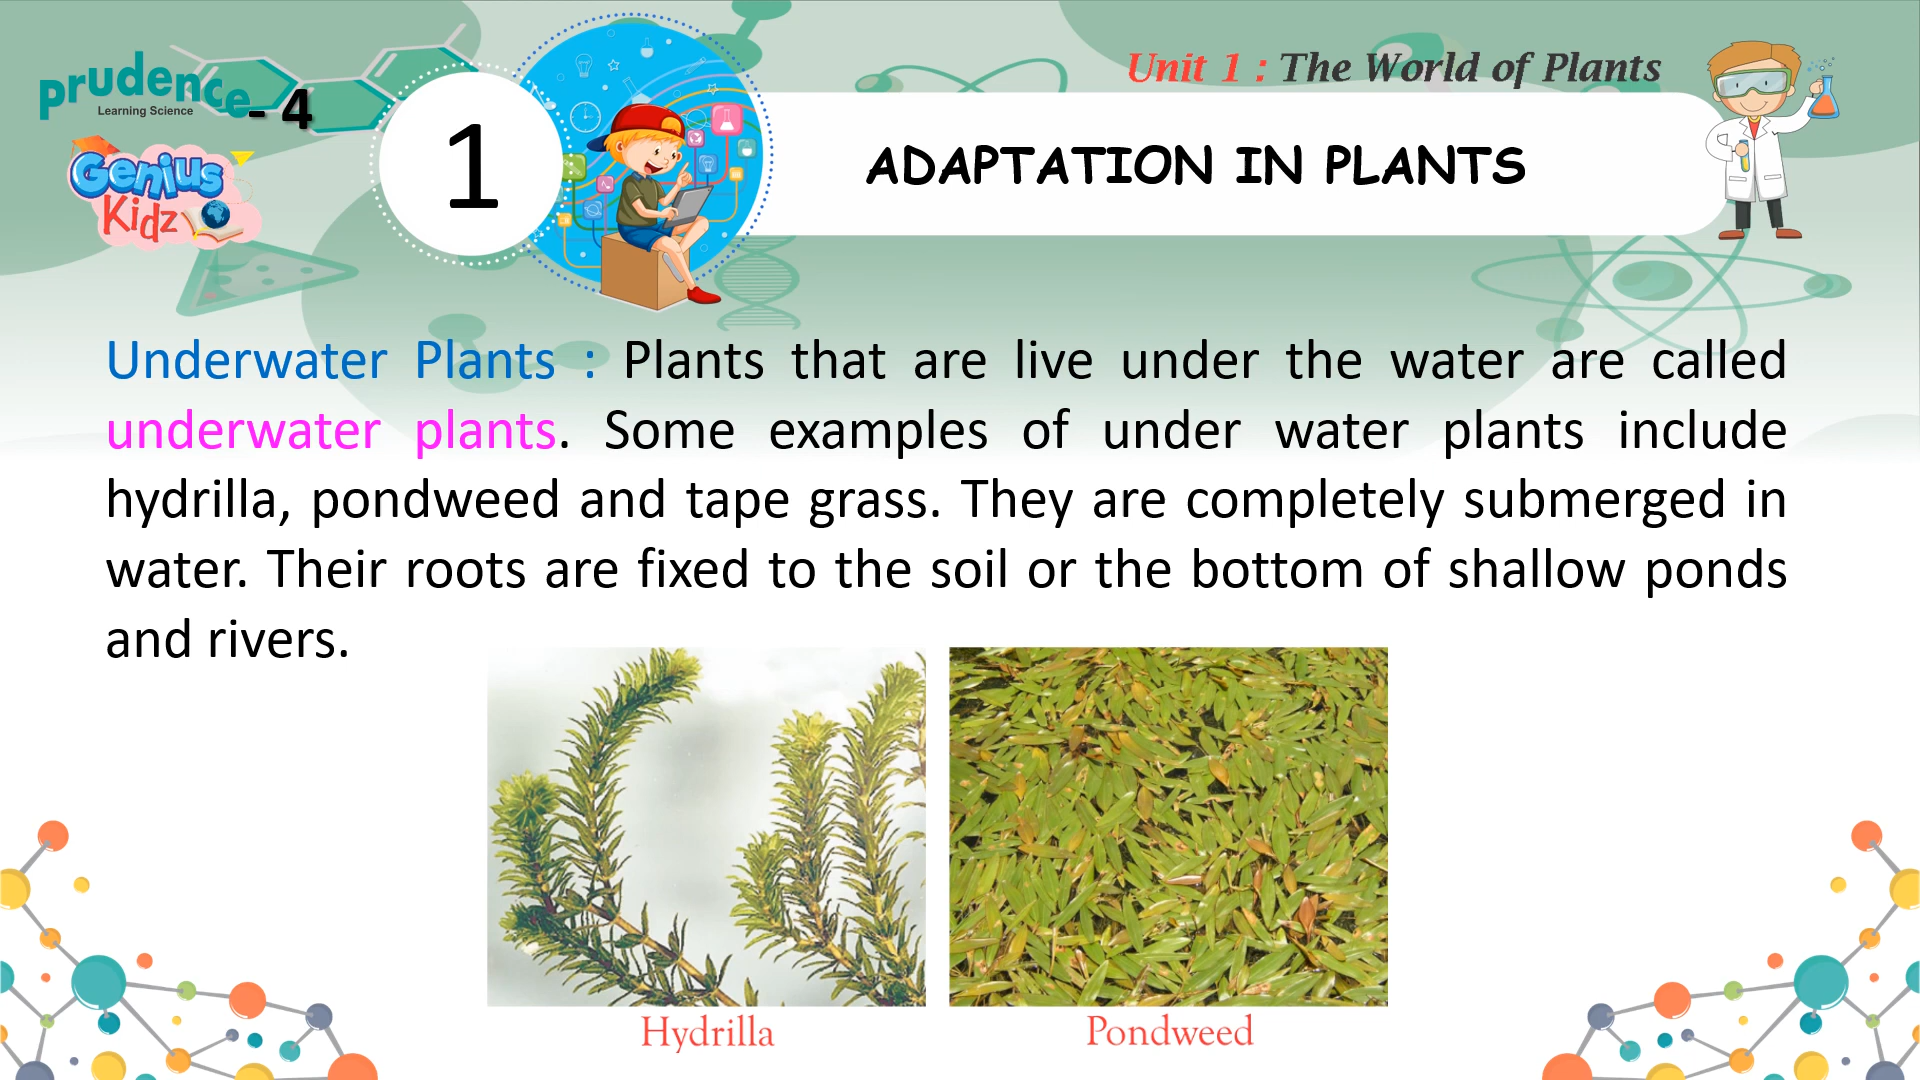 prudence
Learning Science
- 4
Genius
Kidz
1
Unit 1 : The World of Plants
ADAPTATION IN PLANTS
Underwater Plants : Plants that are live under the water are called
underwater plants. Some examples of under water plants include
hydrilla, pondweed and tape grass. They are completely submerged in
water. Their roots are fixed to the soil or the bottom of shallow ponds
and rivers.
Hydrilla
Pondweed